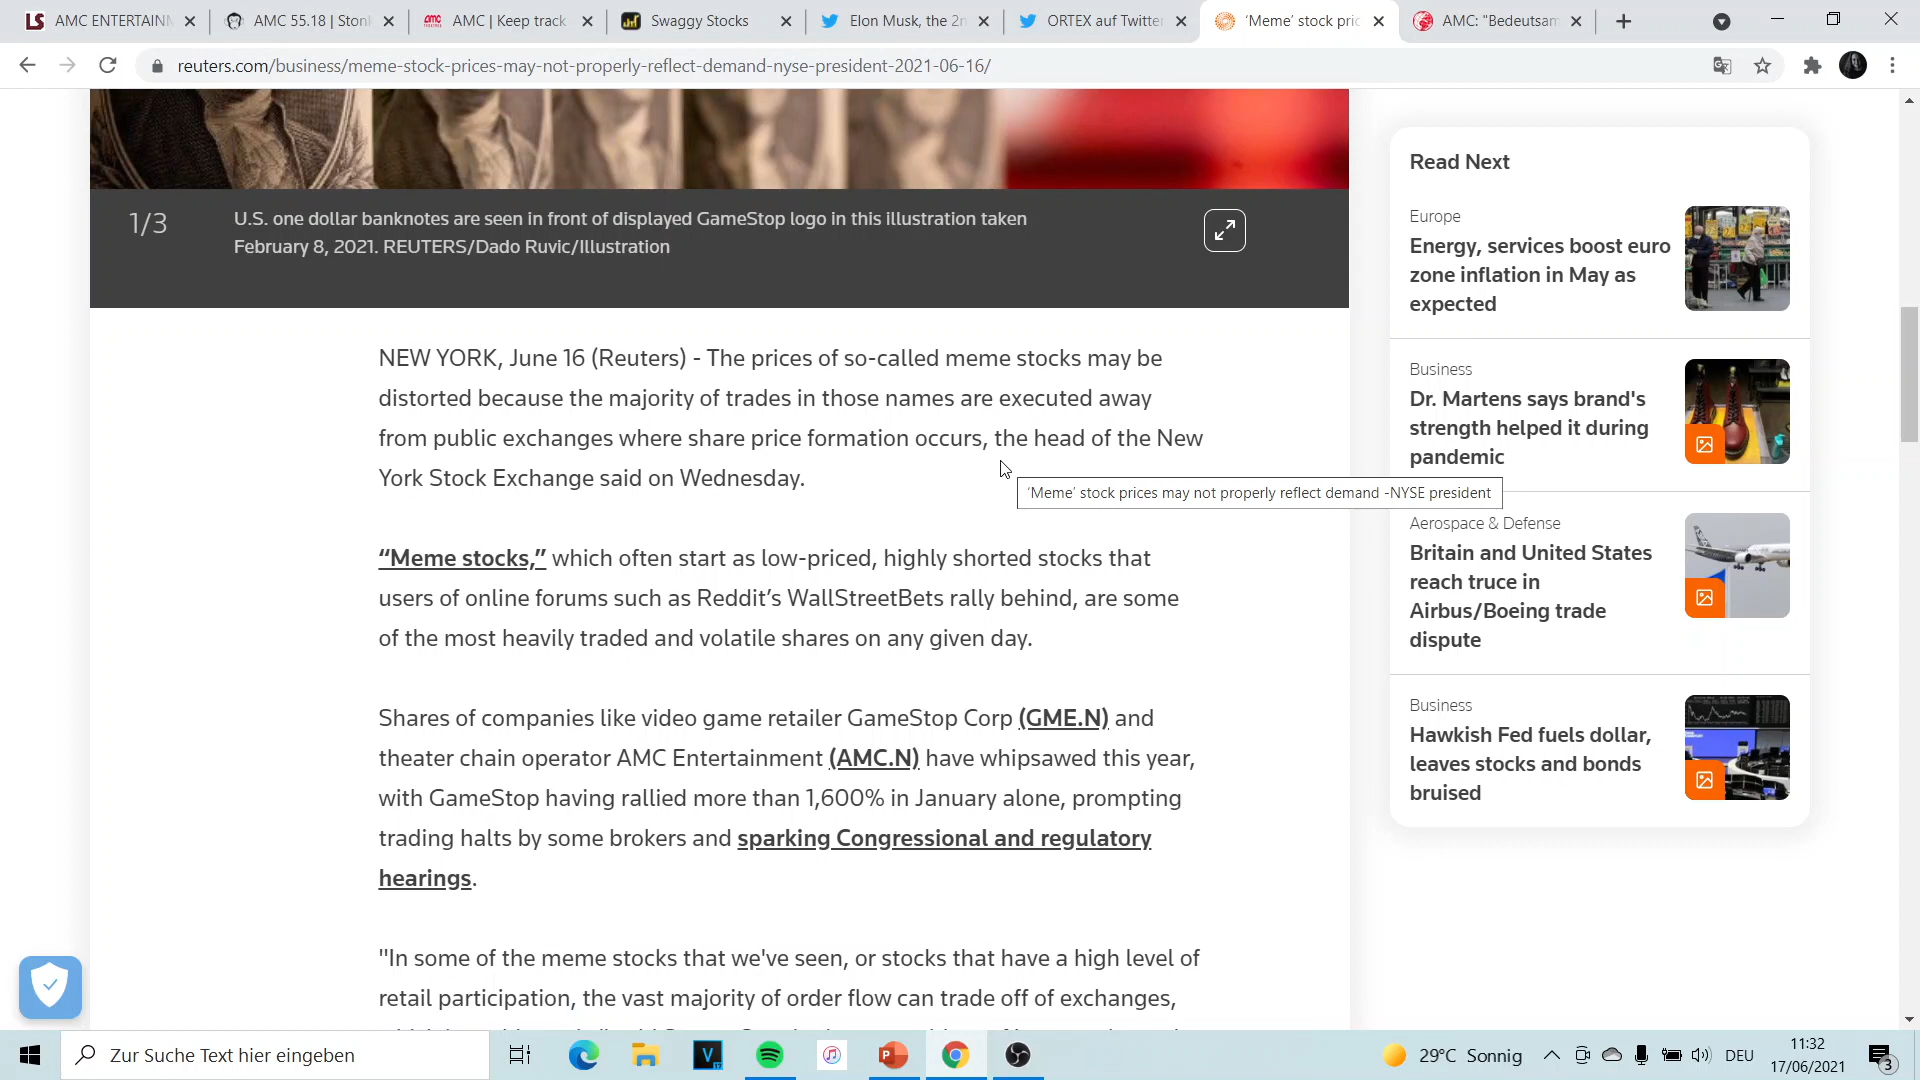 AMC ENTERTAINM
AMC 55.18 | Stonk
AMC | Keep track
Swaggy Stocks
Elon Musk, the 2n
ORTEX auf Twitter
'Meme' stock pric
AMC: "Bedeutsam
reuters.com/business/meme-stock-prices-may-not-properly-reflect-demand-nyse-president-2021-06-16/
1/3
U.S. one dollar banknotes are seen in front of displayed GameStop logo in this illustration taken
February 8, 2021. REUTERS/Dado Ruvic/Illustration
NEW YORK, June 16 (Reuters) - The prices of so-called meme stocks may be
distorted because the majority of trades in those names are executed away
from public exchanges where share price formation occurs, the head of the New
York Stock Exchange said on Wednesday.
'Meme' stock prices may not properly reflect demand -NYSE president
“Meme stocks,” which often start as low-priced, highly shorted stocks that
users of online forums such as Reddit’s WallStreetBets rally behind, are some
of the most heavily traded and volatile shares on any given day.
Shares of companies like video game retailer GameStop Corp (GME.N) and
theater chain operator AMC Entertainment (AMC.N) have whipsawed this year,
with GameStop having rallied more than 1,600% in January alone, prompting
trading halts by some brokers and sparking Congressional and regulatory
hearings.
"In some of the meme stocks that we've seen, or stocks that have a high level of
retail participation, the vast majority of order flow can trade off of exchanges,
Read Next
Europe
Energy, services boost euro
zone inflation in May as
expected
Business
Dr. Martens says brand's
strength helped it during
pandemic
Aerospace & Defense
Britain and United States
reach truce in
Airbus/Boeing trade
dispute
Business
Hawkish Fed fuels dollar,
leaves stocks and bonds
bruised
Zur Suche Text hier eingeben
29°C Sonnig
DEU
11:32
17/06/2021
3